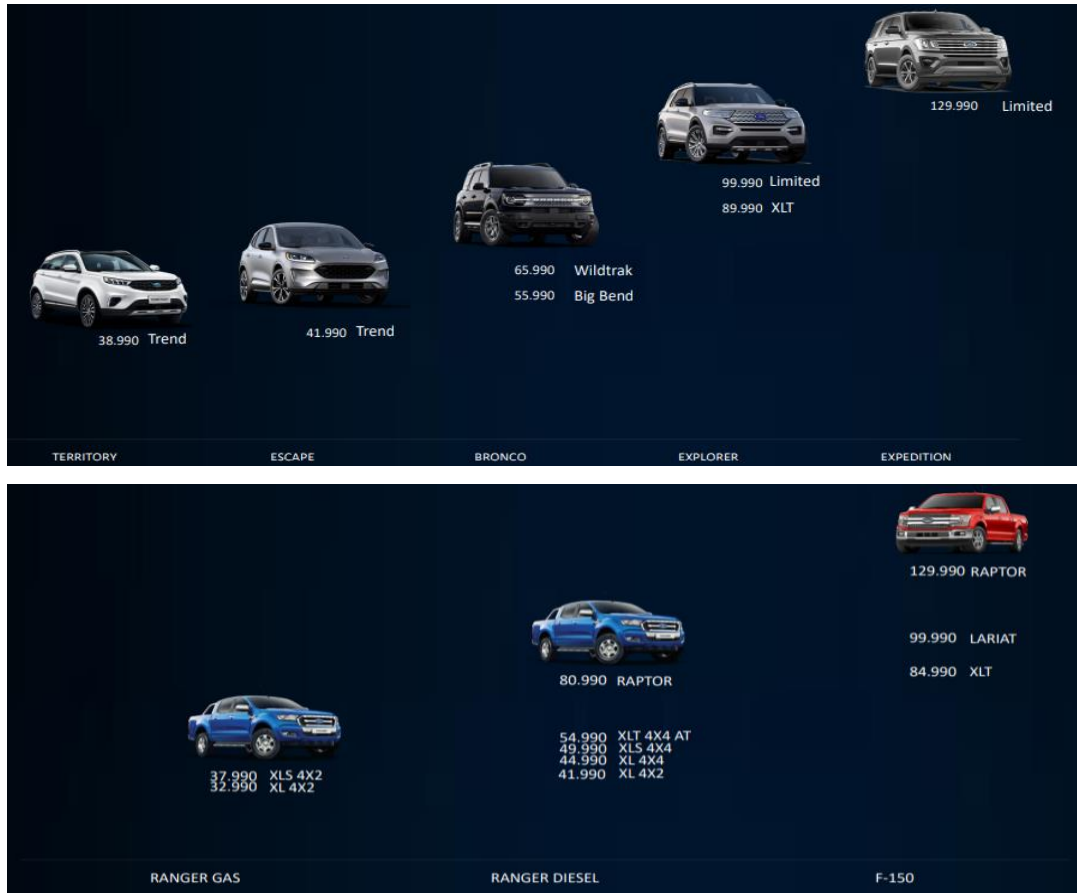 129.990 Limited
99.990 Limited
89.990 XLT
65.990 Wildtrak
55.990 Big Bend
41.990 Trend
38.990 Trend
TERRITORY ESCAPE BRONCO EXPLORER EXPEDITION
129.990 RAPTOR
99.990 LARIAT
84.990 XLT
80.990 RAPTOR
54.990 XLT 4X4 AT
49.990 XLS 4X4
44.990 XL 4X4
41.990 XL 4X2
37.990 XLS 4X2
32.990 XL 4X2
RANGER GAS RANGER DIESEL F-150